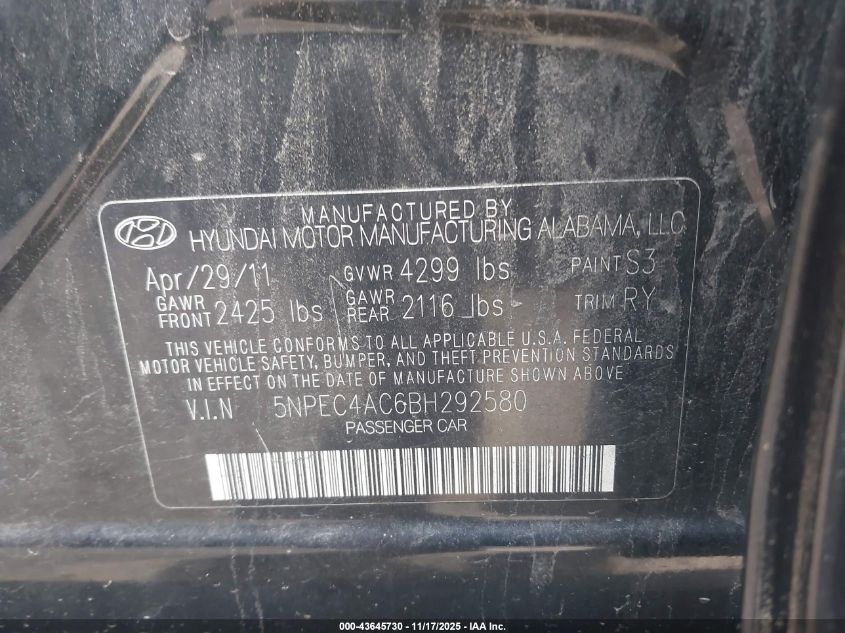 MANUFACTURED BY
HYUNDAI MOTOR MANUFACTURING ALABAMA, LLC
Apr/29/11 GVWR 4299 lbs PAINT S3
GAWR FRONT 2425 lbs GAWR REAR 2116 lbs TRIM RY
THIS VEHICLE CONFORMS TO ALL APPLICABLE U.S.A. FEDERAL
MOTOR VEHICLE SAFETY, BUMPER, AND THEFT PREVENTION STANDARDS
IN EFFECT ON THE DATE OF MANUFACTURE SHOWN ABOVE
V.I.N 5NPEC4AC6BH292580
PASSENGER CAR
000-43645730 - 11/17/2025 - IAA Inc.